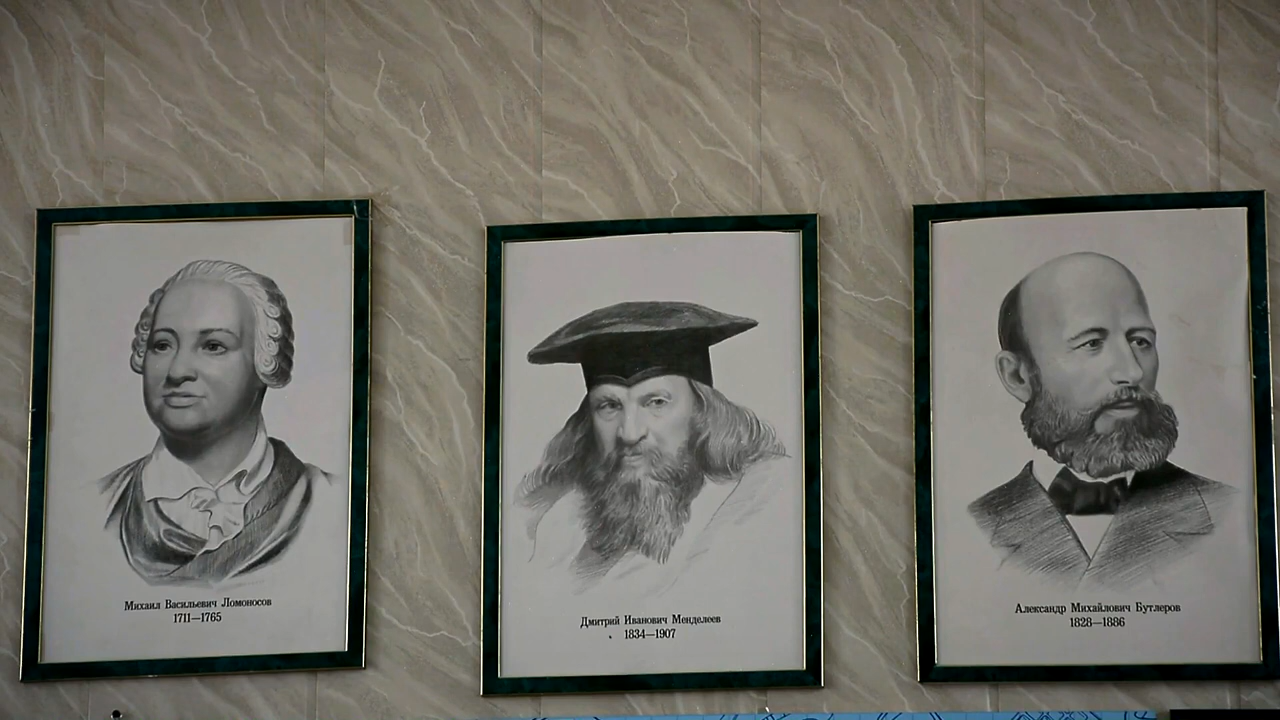 Михаил Васильевич Ломоносов
1711—1765
Дмитрий Иванович Менделеев
1834—1907
Александр Михайлович Бутлеров
1828—1886